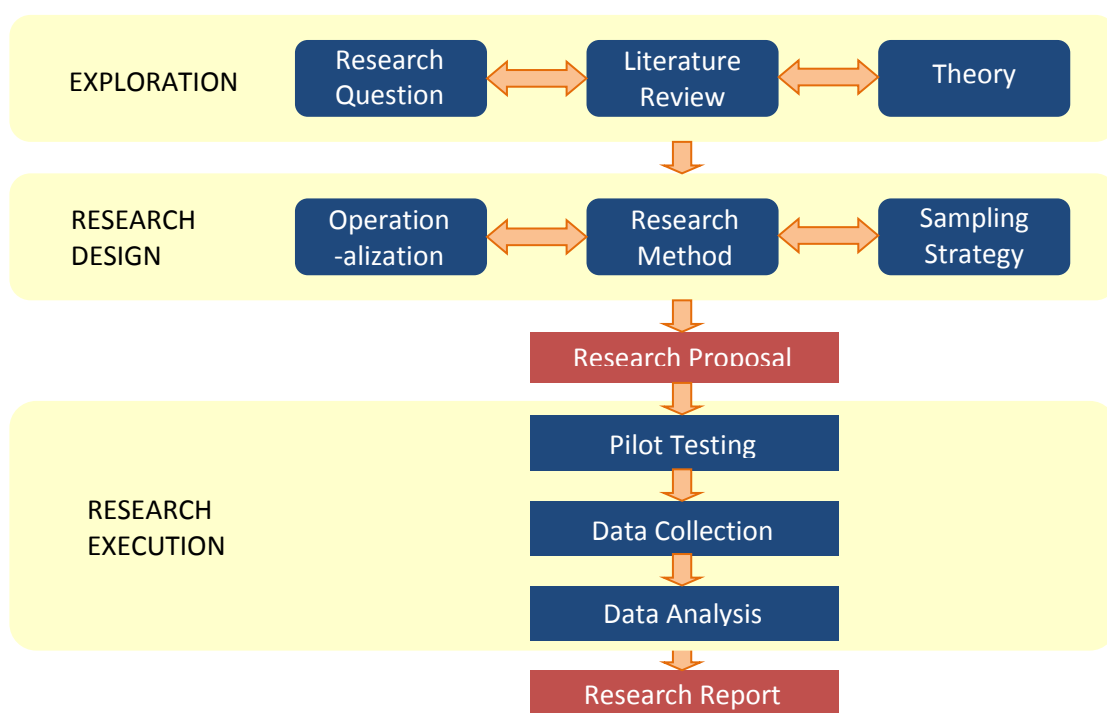 EXPLORATION
Research
Question
Literature
Review
Theory
RESEARCH
DESIGN
Operation
-alization
Research
Method
Sampling
Strategy
Research Proposal
RESEARCH
EXECUTION
Pilot Testing
Data Collection
Data Analysis
Research Report